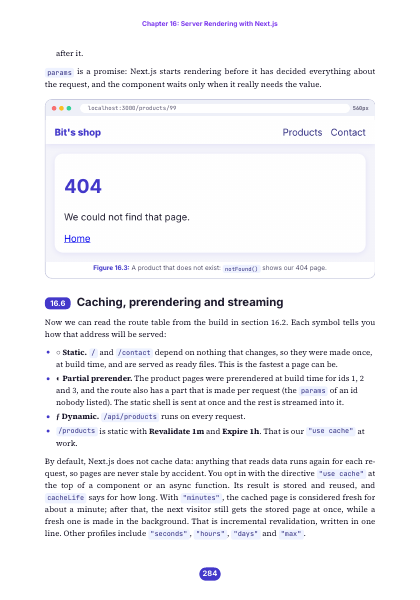 Chapter 16: Server Rendering with Next.js
after it.
params is a promise: Next.js starts rendering before it has decided everything about
the request, and the component waits only when it really needs the value.
localhost:3000/products/99
560px
Bit's shop
Products Contact
404
We could not find that page.
Home
Figure 16.3: A product that does not exist: notFound() shows our 404 page.
16.6 Caching, prerendering and streaming
Now we can read the route table from the build in section 16.2. Each symbol tells you
how that address will be served:
• ○ Static. / and /contact depend on nothing that changes, so they were made once,
at build time, and are served as ready files. This is the fastest a page can be.
• ◐ Partial prerender. The product pages were prerendered at build time for ids 1, 2
and 3, and the route also has a part that is made per request (the params of an id
nobody listed). The static shell is sent at once and the rest is streamed into it.
• ƒ Dynamic. /api/products runs on every request.
• /products is static with Revalidate 1m and Expire 1h. That is our "use cache" at
work.
By default, Next.js does not cache data: anything that reads data runs again for each re-
quest, so pages are never stale by accident. You opt in with the directive "use cache" at
the top of a component or an async function. Its result is stored and reused, and
cacheLife says for how long. With "minutes", the cached page is considered fresh for
about a minute; after that, the next visitor still gets the stored page at once, while a
fresh one is made in the background. That is incremental revalidation, written in one
line. Other profiles include "seconds", "hours", "days" and "max".
284